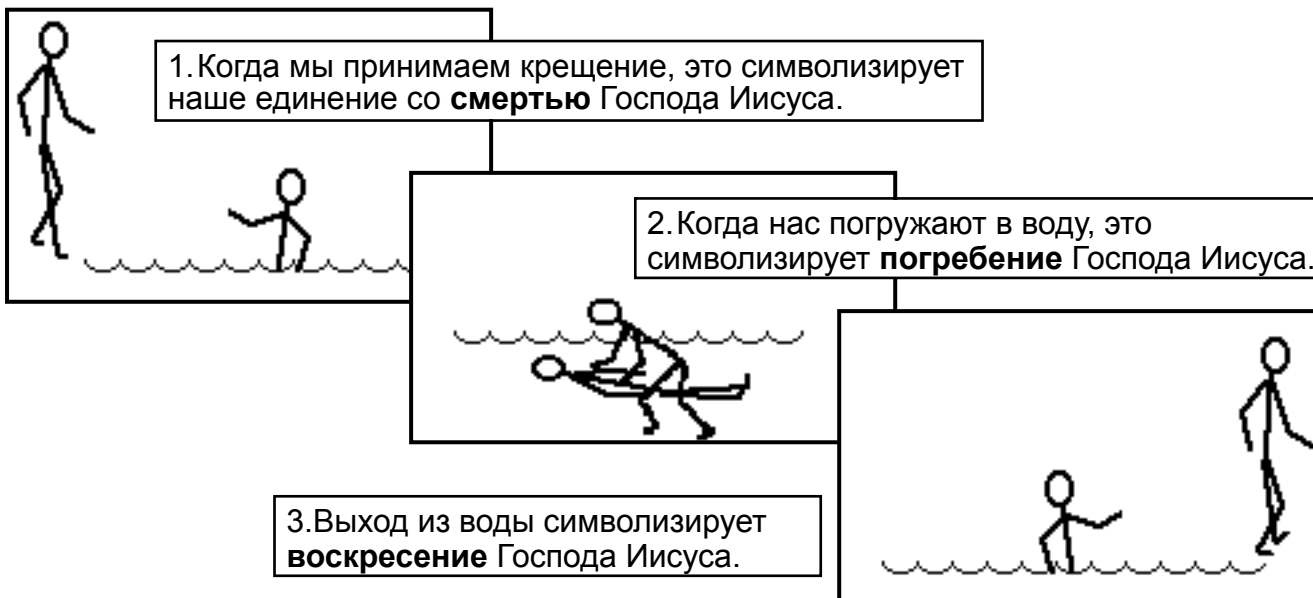 1.Когда мы принимаем крещение, это символизирует
наше единение со смертью Господа Иисуса.
2.Когда нас погружают в воду, это
символизирует погребение Господа Иисуса.
3.Выход из воды символизирует
воскресение Господа Иисуса.